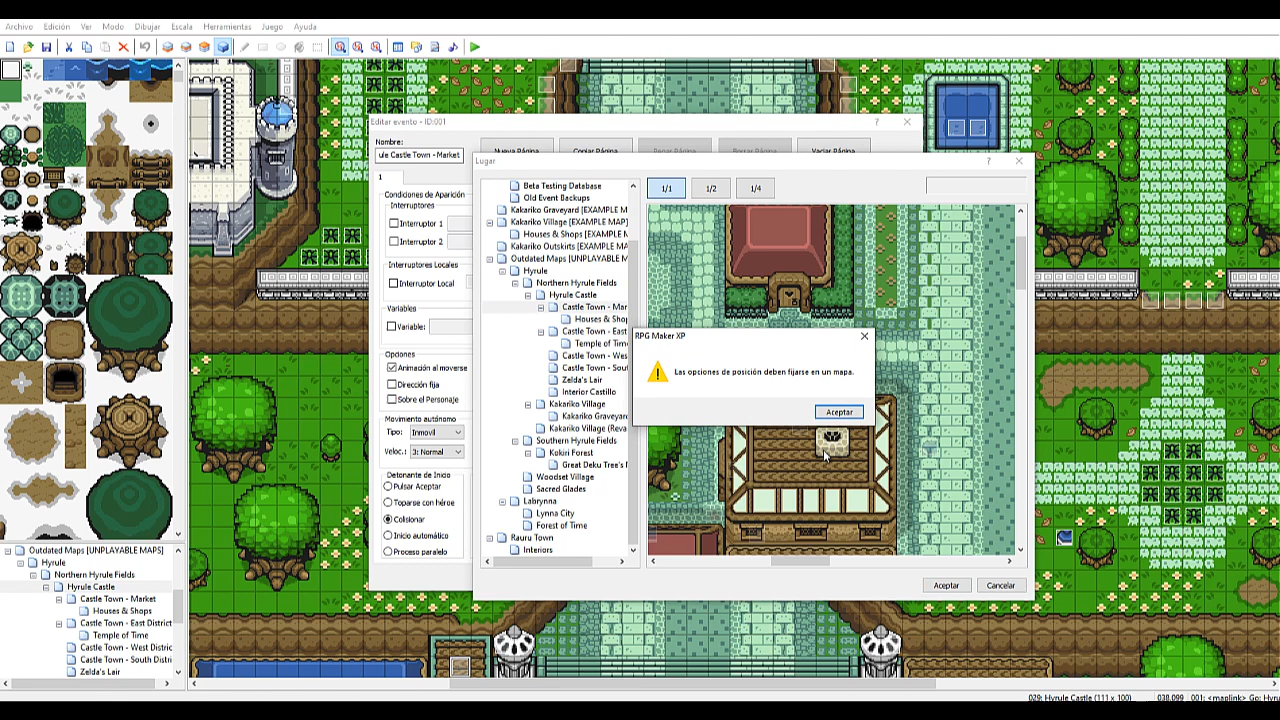 Archivo Edición Ver Modo Dibujar Escala Herramientas Juego Ayuda
Editar evento - ID:001
Nombre:
ule Castle Town - Market
Nueva Página Copiar Página Pegar Página Borrar Página Vaciar Página
1
Condiciones de Aparición
Interruptores
Interruptor 1
Interruptor 2
Interruptores Locales
Interruptor Local
Variables
Variable:
Opciones
Animación al moverse
Dirección fija
Sobre el Personaje
Movimiento autónomo
Tipo: Inmovil
Veloc.: 3: Normal
Detonante de Inicio
Pulsar Aceptar
Toparse con héroe
Colisionar
Inicio automático
Proceso paralelo
Lugar
Beta Testing Database
Old Event Backups
Kakariko Graveyard [EXAMPLE M
Kakariko Village [EXAMPLE MAP]
Houses & Shops [EXAMPLE M
Kakariko Outskirts [EXAMPLE MA
Outdated Maps [UNPLAYABLE M
Hyrule
Northern Hyrule Fields
Hyrule Castle
Castle Town - Mar
Houses & Shop
Castle Town - East
Temple of Time
Castle Town - Wes
Castle Town - Sout
Zelda's Lair
Interior Castillo
Kakariko Village
Kakariko Graveyard
Kakariko Village (Reva
Southern Hyrule Fields
Kokiri Forest
Great Deku Tree's I
Woodset Village
Sacred Glades
Labrynna
Lynna City
Forest of Time
Rauru Town
Interiors
1/1 1/2 1/4
RPG Maker XP
Las opciones de posición deben fijarse en un mapa.
Aceptar
Aceptar Cancelar
Outdated Maps [UNPLAYABLE MAPS]
Hyrule
Northern Hyrule Fields
Hyrule Castle
Castle Town - Market
Houses & Shops
Castle Town - East District
Temple of Time
Castle Town - West Distric
Castle Town - South Distri
Zelda's Lair
029: Hyrule Castle (111 x 100) 038,099 001: <maplink> Go: Hyru